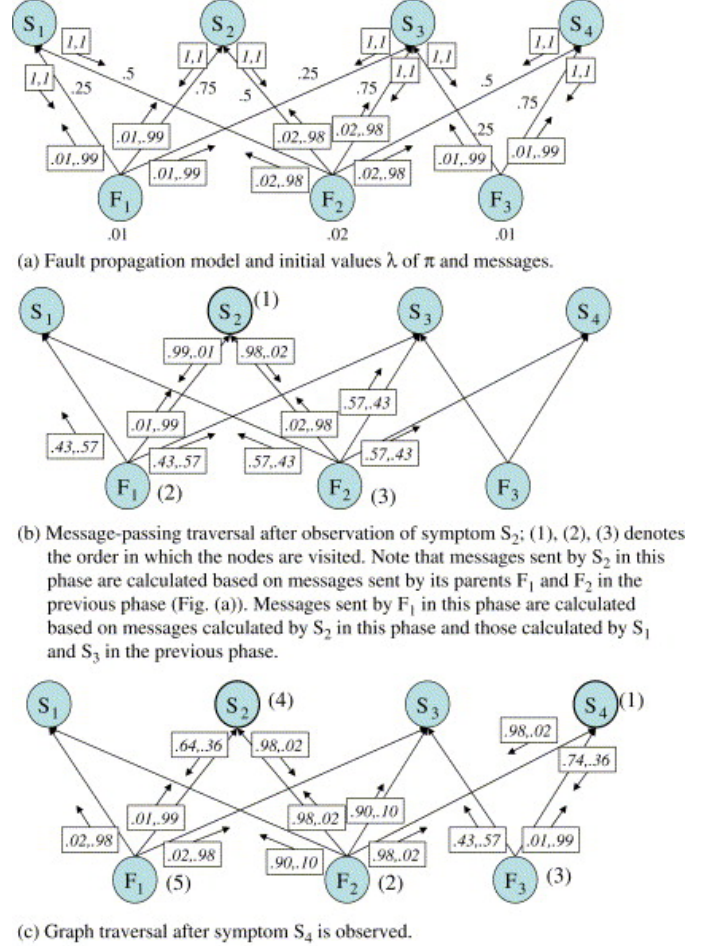 S1 S2 S3 S4
1,1 1,1 1,1 1,1 1,1 1,1
1,1 .25 .5 .75 .5 .25 .75 1,1 .5 .75 1,1
.01,.99 .02,.98 .02,.98 .25
.01,.99 .01,.99 .02,.98 .02,.98 .01,.99 .01,.99
F1 F2 F3
.01 .02 .01
(a) Fault propagation model and initial values λ of π and messages.
S1 S2 (1) S3 S4
.99,.01 .98,.02
.01,.99 .02,.98 .57,.43
.43,.57 .43,.57 .57,.43 .57,.43
F1 (2) F2 (3) F3
(b) Message-passing traversal after observation of symptom S2; (1), (2), (3) denotes
the order in which the nodes are visited. Note that messages sent by S2 in this
phase are calculated based on messages sent by its parents F1 and F2 in the
previous phase (Fig. (a)). Messages sent by F1 in this phase are calculated
based on messages calculated by S2 in this phase and those calculated by S1
and S3 in the previous phase.
S1 S2 (4) S3 S4 (1)
.64,.36 .98,.02 .98,.02
.74,.36
.01,.99 .98,.02 .90,.10
.02,.98 .02,.98 .90,.10 .98,.02 .43,.57 .01,.99
F1 (5) F2 (2) F3 (3)
(c) Graph traversal after symptom S4 is observed.